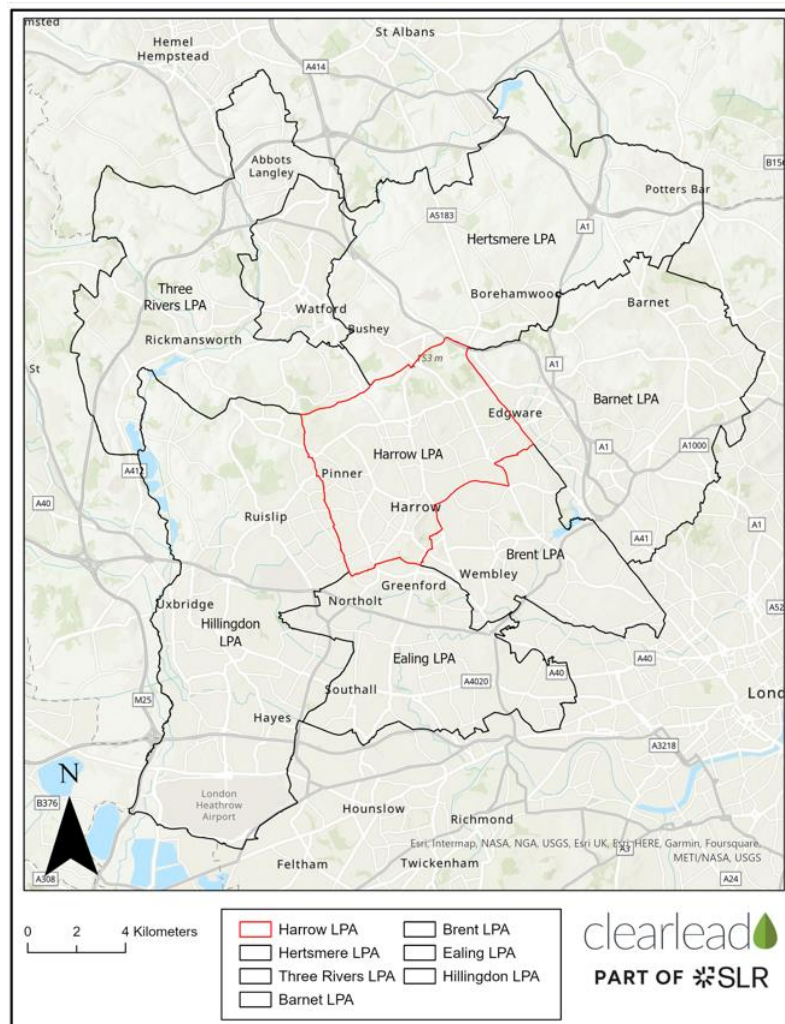 msted
Hemel
Hempstead
St Albans
A414
Abbots
Langley
B156
Potters Bar
A5183
A1
Hertsmere LPA
Three
Rivers LPA
Borehamwood
Barnet
Watford
Rickmansworth
Bushey
153 m
St
A1
Edgware
Barnet LPA
Harrow LPA
A1
A1000
Pinner
A412
A40
Harrow
Ruislip
A1
A41
Brent LPA
Wembley
Greenford
Northolt
Uxbridge
Hillingdon
LPA
A52
Ealing LPA
A40
A40
Southall
A4020
M25
Lond
Hayes
A3218
N
London
Heathrow
Airport
B376
Hounslow
Richmond
Esri, Intermap, NASA, NGA, USGS, Esri UK, Esri, HERE, Garmin, Foursquare,
METI/NASA, USGS
A3
Feltham
Twickenham
A308
A24
0 2 4 Kilometers
Harrow LPA
Hertsmere LPA
Three Rivers LPA
Barnet LPA
Brent LPA
Ealing LPA
Hillingdon LPA
clearlead
PART OF SLR